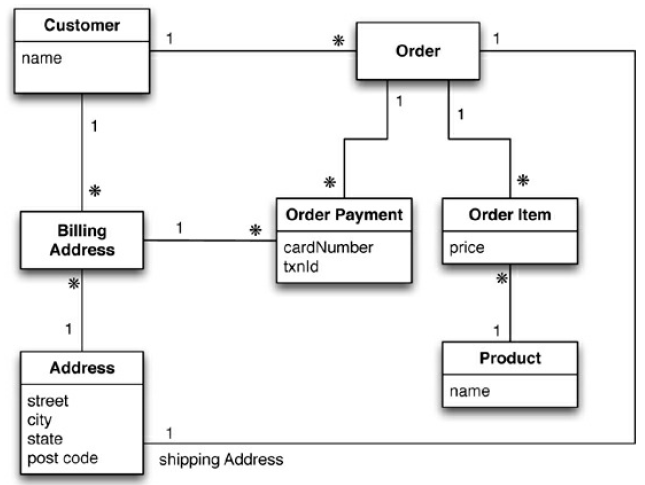 Customer
name
1
*
Order
1
1
1
1
*
*
*
Billing
Address
1
*
Order Payment
cardNumber
txnId
Order Item
price
*
*
1
1
Product
name
Address
street
city
state
post code
1
shipping Address